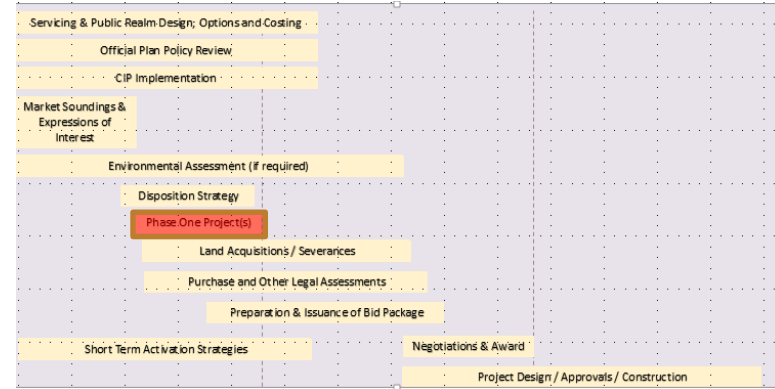 Servicing & Public Realm Design; Options and Costing
Official Plan Policy Review
CIP Implementation
Market Soundings &
Expressions of
Interest
Environmental Assessment (if required)
Disposition Strategy
Phase One Project(s)
Land Acquisitions / Severances
Purchase and Other Legal Assessments
Preparation & Issuance of Bid Package
Short Term Activation Strategies
Negotiations & Award
Project Design / Approvals / Construction